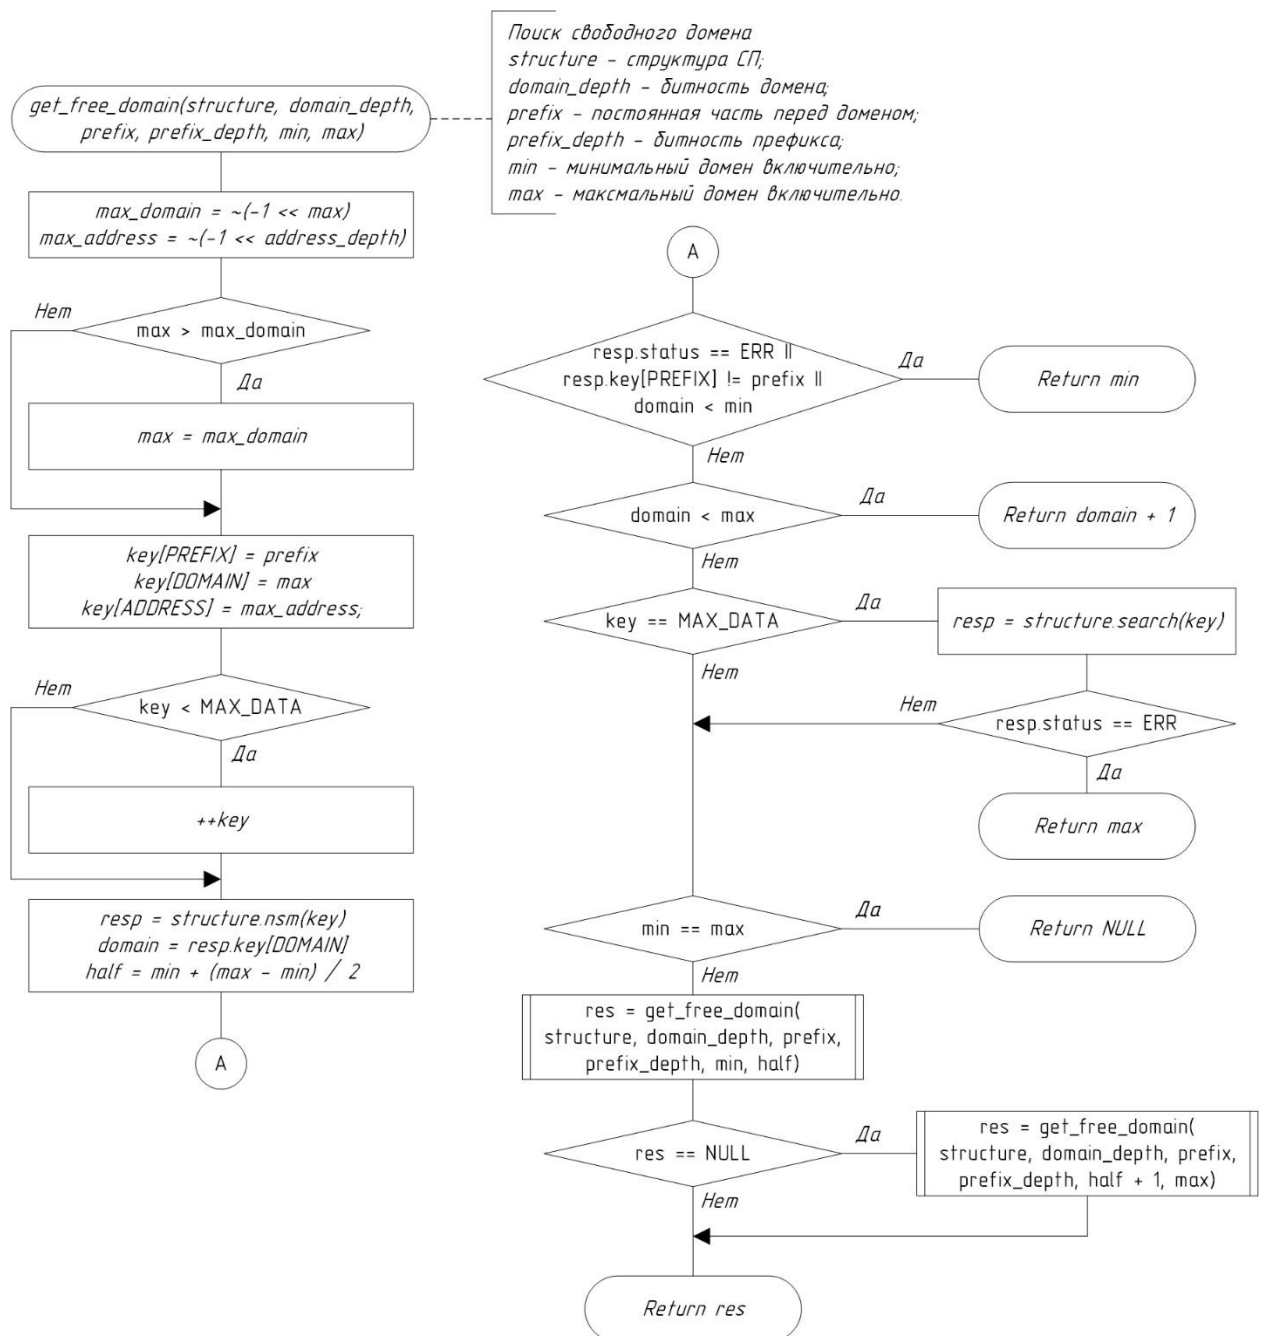 get_free_domain(structure, domain_depth,
prefix, prefix_depth, min, max)
Поиск свободного домена
structure – структура СП;
domain_depth – битность домена;
prefix – постоянная часть перед доменом;
prefix_depth – битность префикса;
min – минимальный домен включительно;
max – максмальный домен включительно.
max_domain = ~(-1 << max)
max_address = ~(-1 << address_depth)
Нет
max > max_domain
Да
max = max_domain
key[PREFIX] = prefix
key[DOMAIN] = max
key[ADDRESS] = max_address;
Нет
key < MAX_DATA
Да
++key
resp = structure.nsm(key)
domain = resp.key[DOMAIN]
half = min + (max – min) / 2
A
A
resp.status == ERR ||
resp.key[PREFIX] != prefix ||
domain < min
Да
Return min
Нет
domain < max
Да
Return domain + 1
Нет
key == MAX_DATA
Да
resp = structure.search(key)
Нет
Нет
resp.status == ERR
Да
Return max
min == max
Да
Return NULL
Нет
res = get_free_domain(
structure, domain_depth, prefix,
prefix_depth, min, half)
res == NULL
Да
res = get_free_domain(
structure, domain_depth, prefix,
prefix_depth, half + 1, max)
Нет
Return res